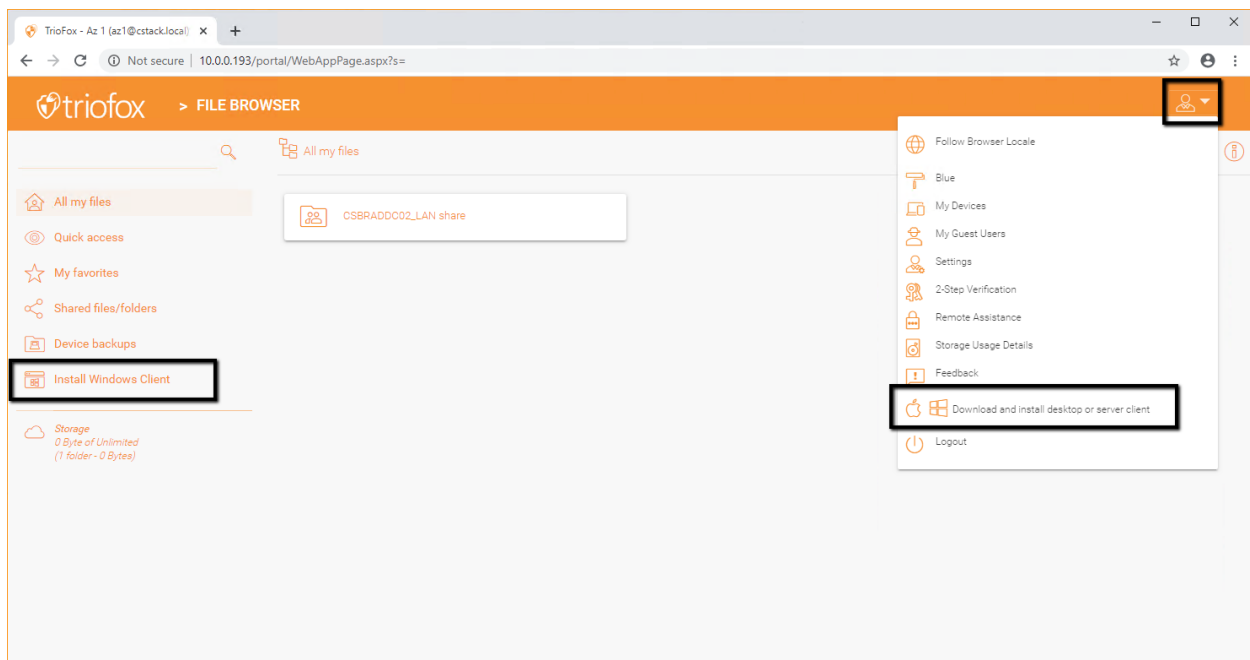 TrioFox - Az 1 (az1@cstack.local)
Not secure | 10.0.0.193/portal/WebAppPage.aspx?s=
triofox > FILE BROWSER
All my files
Quick access
My favorites
Shared files/folders
Device backups
Install Windows Client
Storage
0 Byte of Unlimited
(1 folder - 0 Bytes)
All my files
CSBRADDC02_LAN share
Follow Browser Locale
Blue
My Devices
My Guest Users
Settings
2-Step Verification
Remote Assistance
Storage Usage Details
Feedback
Download and install desktop or server client
Logout